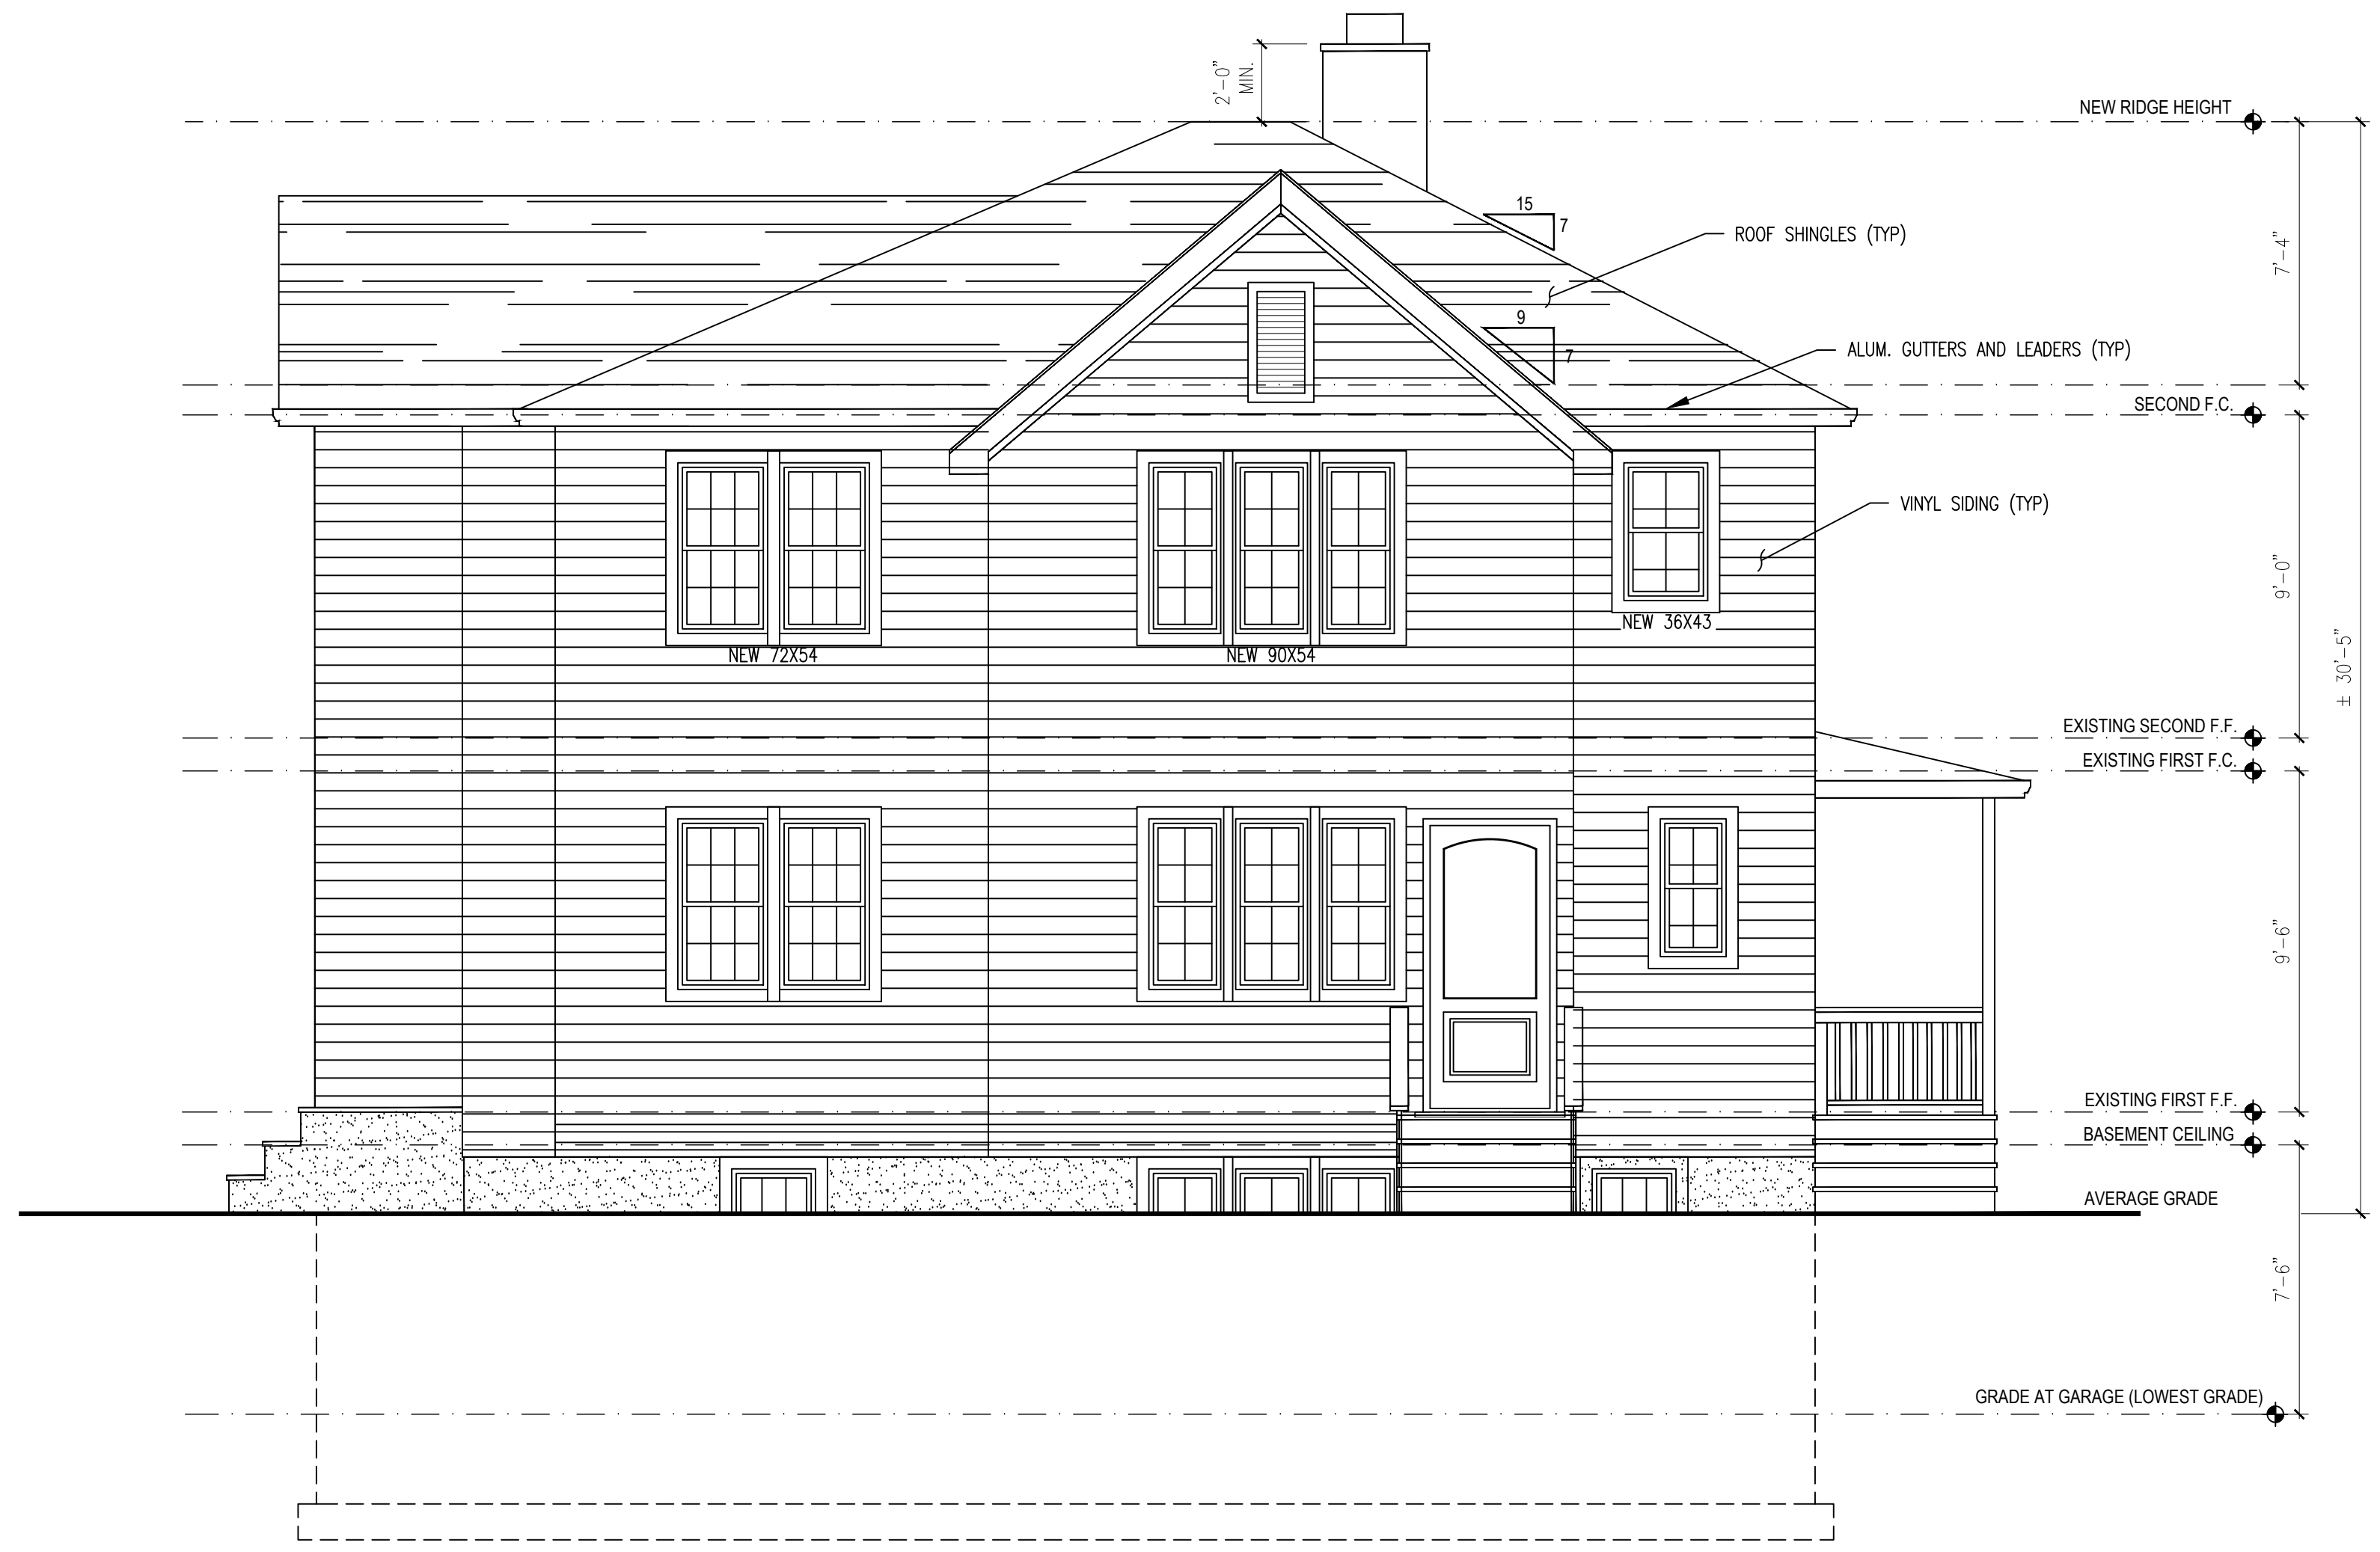 2'-0"
MIN.
NEW RIDGE HEIGHT
15
7
ROOF SHINGLES (TYP)
7'-4"
9
7
ALUM. GUTTERS AND LEADERS (TYP)
SECOND F.C.
VINYL SIDING (TYP)
9'-0"
NEW 36X43
NEW 72X54
NEW 90X54
± 30'-5"
EXISTING SECOND F.F.
EXISTING FIRST F.C.
9'-6"
EXISTING FIRST F.F.
BASEMENT CEILING
AVERAGE GRADE
7'-6"
GRADE AT GARAGE (LOWEST GRADE)